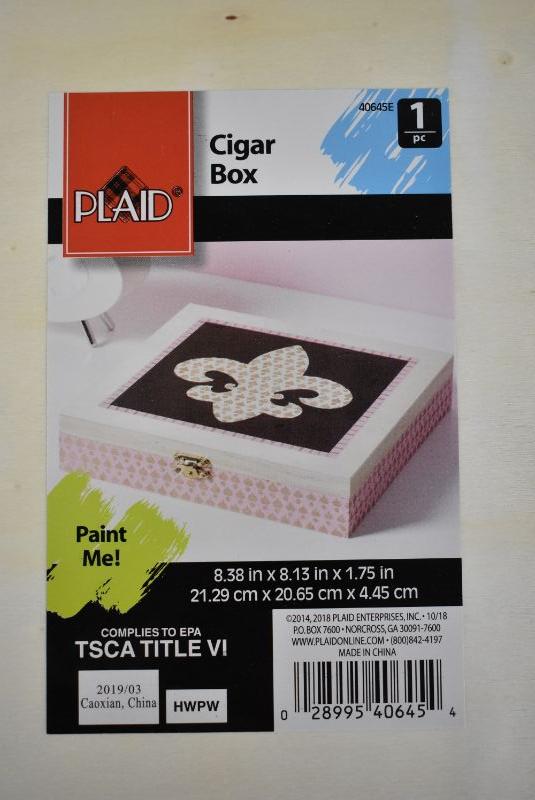 40645E
1
pc
Cigar
Box
PLAID®
Paint
Me!
8.38 in x 8.13 in x 1.75 in
21.29 cm x 20.65 cm x 4.45 cm
COMPLIES TO EPA
TSCA TITLE VI
2019/03
Caoxian, China
HWPW
©2014, 2018 PLAID ENTERPRISES, INC. • 10/18
P.O. BOX 7600 • NORCROSS, GA 30091-7600
WWW.PLAIDONLINE.COM • (800)842-4197
MADE IN CHINA
0 28995 40645 4